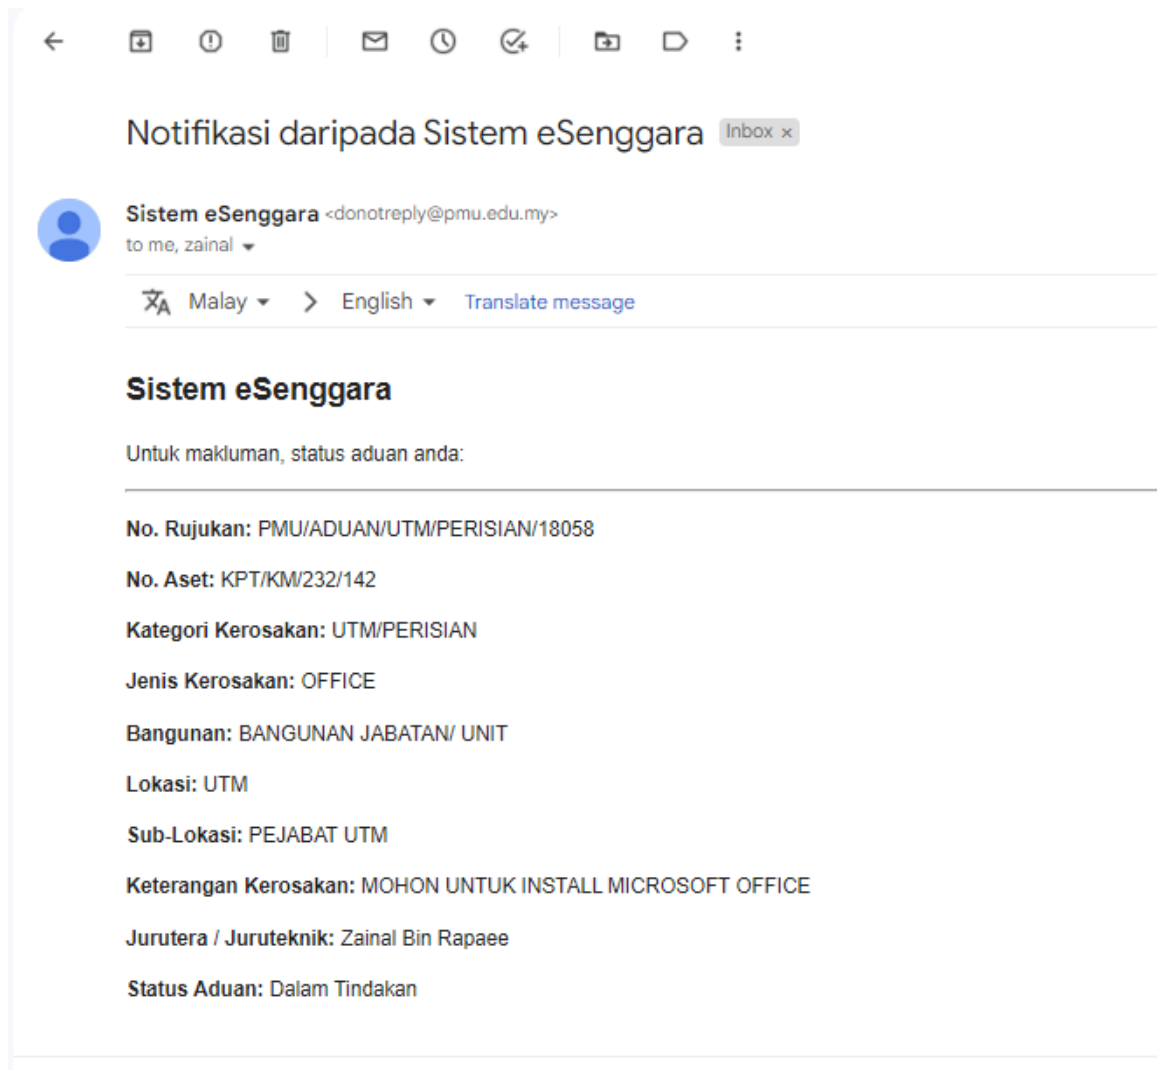 Notifikasi daripada Sistem eSenggara Inbox x
Sistem eSenggara <donotreply@pmu.edu.my>
to me, zainal
Malay > English Translate message
Sistem eSenggara
Untuk makluman, status aduan anda:
No. Rujukan: PMU/ADUAN/UTM/PERISIAN/18058
No. Aset: KPT/KM/232/142
Kategori Kerosakan: UTM/PERISIAN
Jenis Kerosakan: OFFICE
Bangunan: BANGUNAN JABATAN/ UNIT
Lokasi: UTM
Sub-Lokasi: PEJABAT UTM
Keterangan Kerosakan: MOHON UNTUK INSTALL MICROSOFT OFFICE
Jurutera / Juruteknik: Zainal Bin Rapaee
Status Aduan: Dalam Tindakan